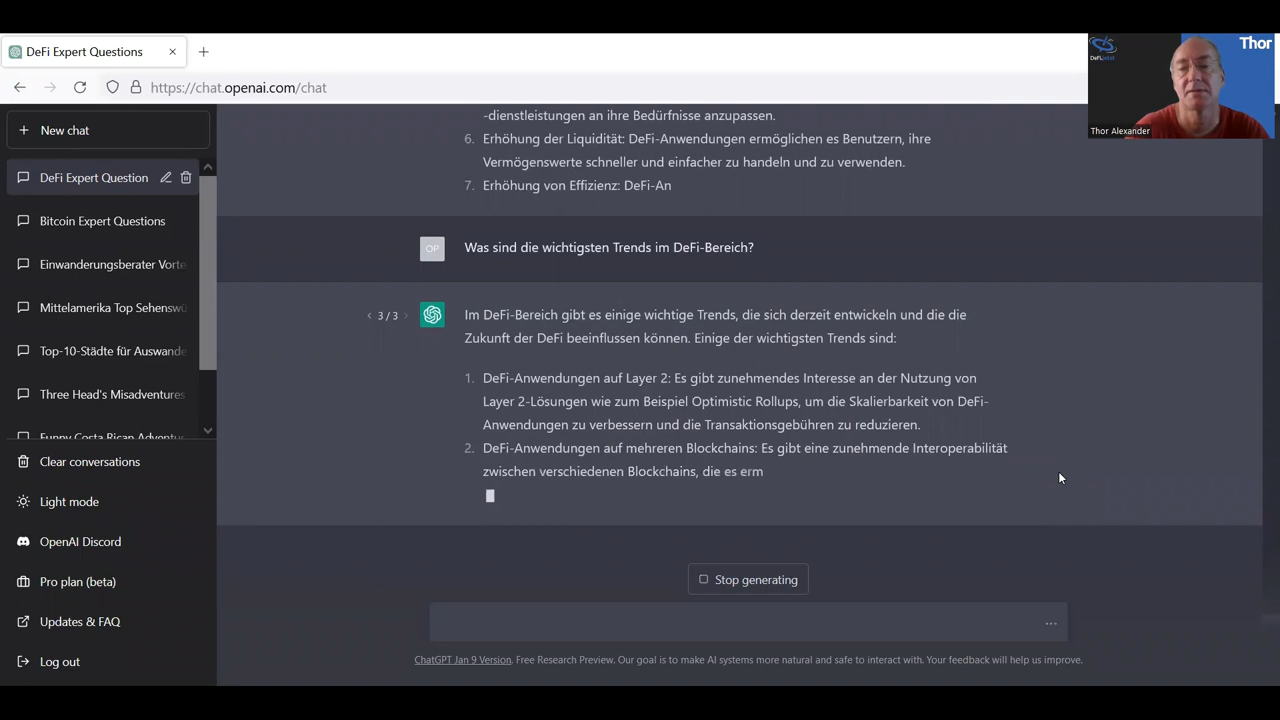 DeFi Expert Questions
https://chat.openai.com/chat
Thor
DeFi.jetzt
Thor Alexander
New chat
DeFi Expert Question
Bitcoin Expert Questions
Einwanderungsberater Vorte
Mittelamerika Top Sehenswü
Top-10-Städte für Auswande
Three Head's Misadventures
Funny Costa Rican Adventur
Clear conversations
Light mode
OpenAI Discord
Pro plan (beta)
Updates & FAQ
Log out
-dienstleistungen an ihre Bedürfnisse anzupassen.
6. Erhöhung der Liquidität: DeFi-Anwendungen ermöglichen es Benutzern, ihre
Vermögenswerte schneller und einfacher zu handeln und zu verwenden.
7. Erhöhung von Effizienz: DeFi-An
OP
Was sind die wichtigsten Trends im DeFi-Bereich?
< 3 / 3 >
Im DeFi-Bereich gibt es einige wichtige Trends, die sich derzeit entwickeln und die die
Zukunft der DeFi beeinflussen können. Einige der wichtigsten Trends sind:
1. DeFi-Anwendungen auf Layer 2: Es gibt zunehmendes Interesse an der Nutzung von
Layer 2-Lösungen wie zum Beispiel Optimistic Rollups, um die Skalierbarkeit von DeFi-
Anwendungen zu verbessern und die Transaktionsgebühren zu reduzieren.
2. DeFi-Anwendungen auf mehreren Blockchains: Es gibt eine zunehmende Interoperabilität
zwischen verschiedenen Blockchains, die es erm
Stop generating
...
ChatGPT Jan 9 Version. Free Research Preview. Our goal is to make AI systems more natural and safe to interact with. Your feedback will help us improve.